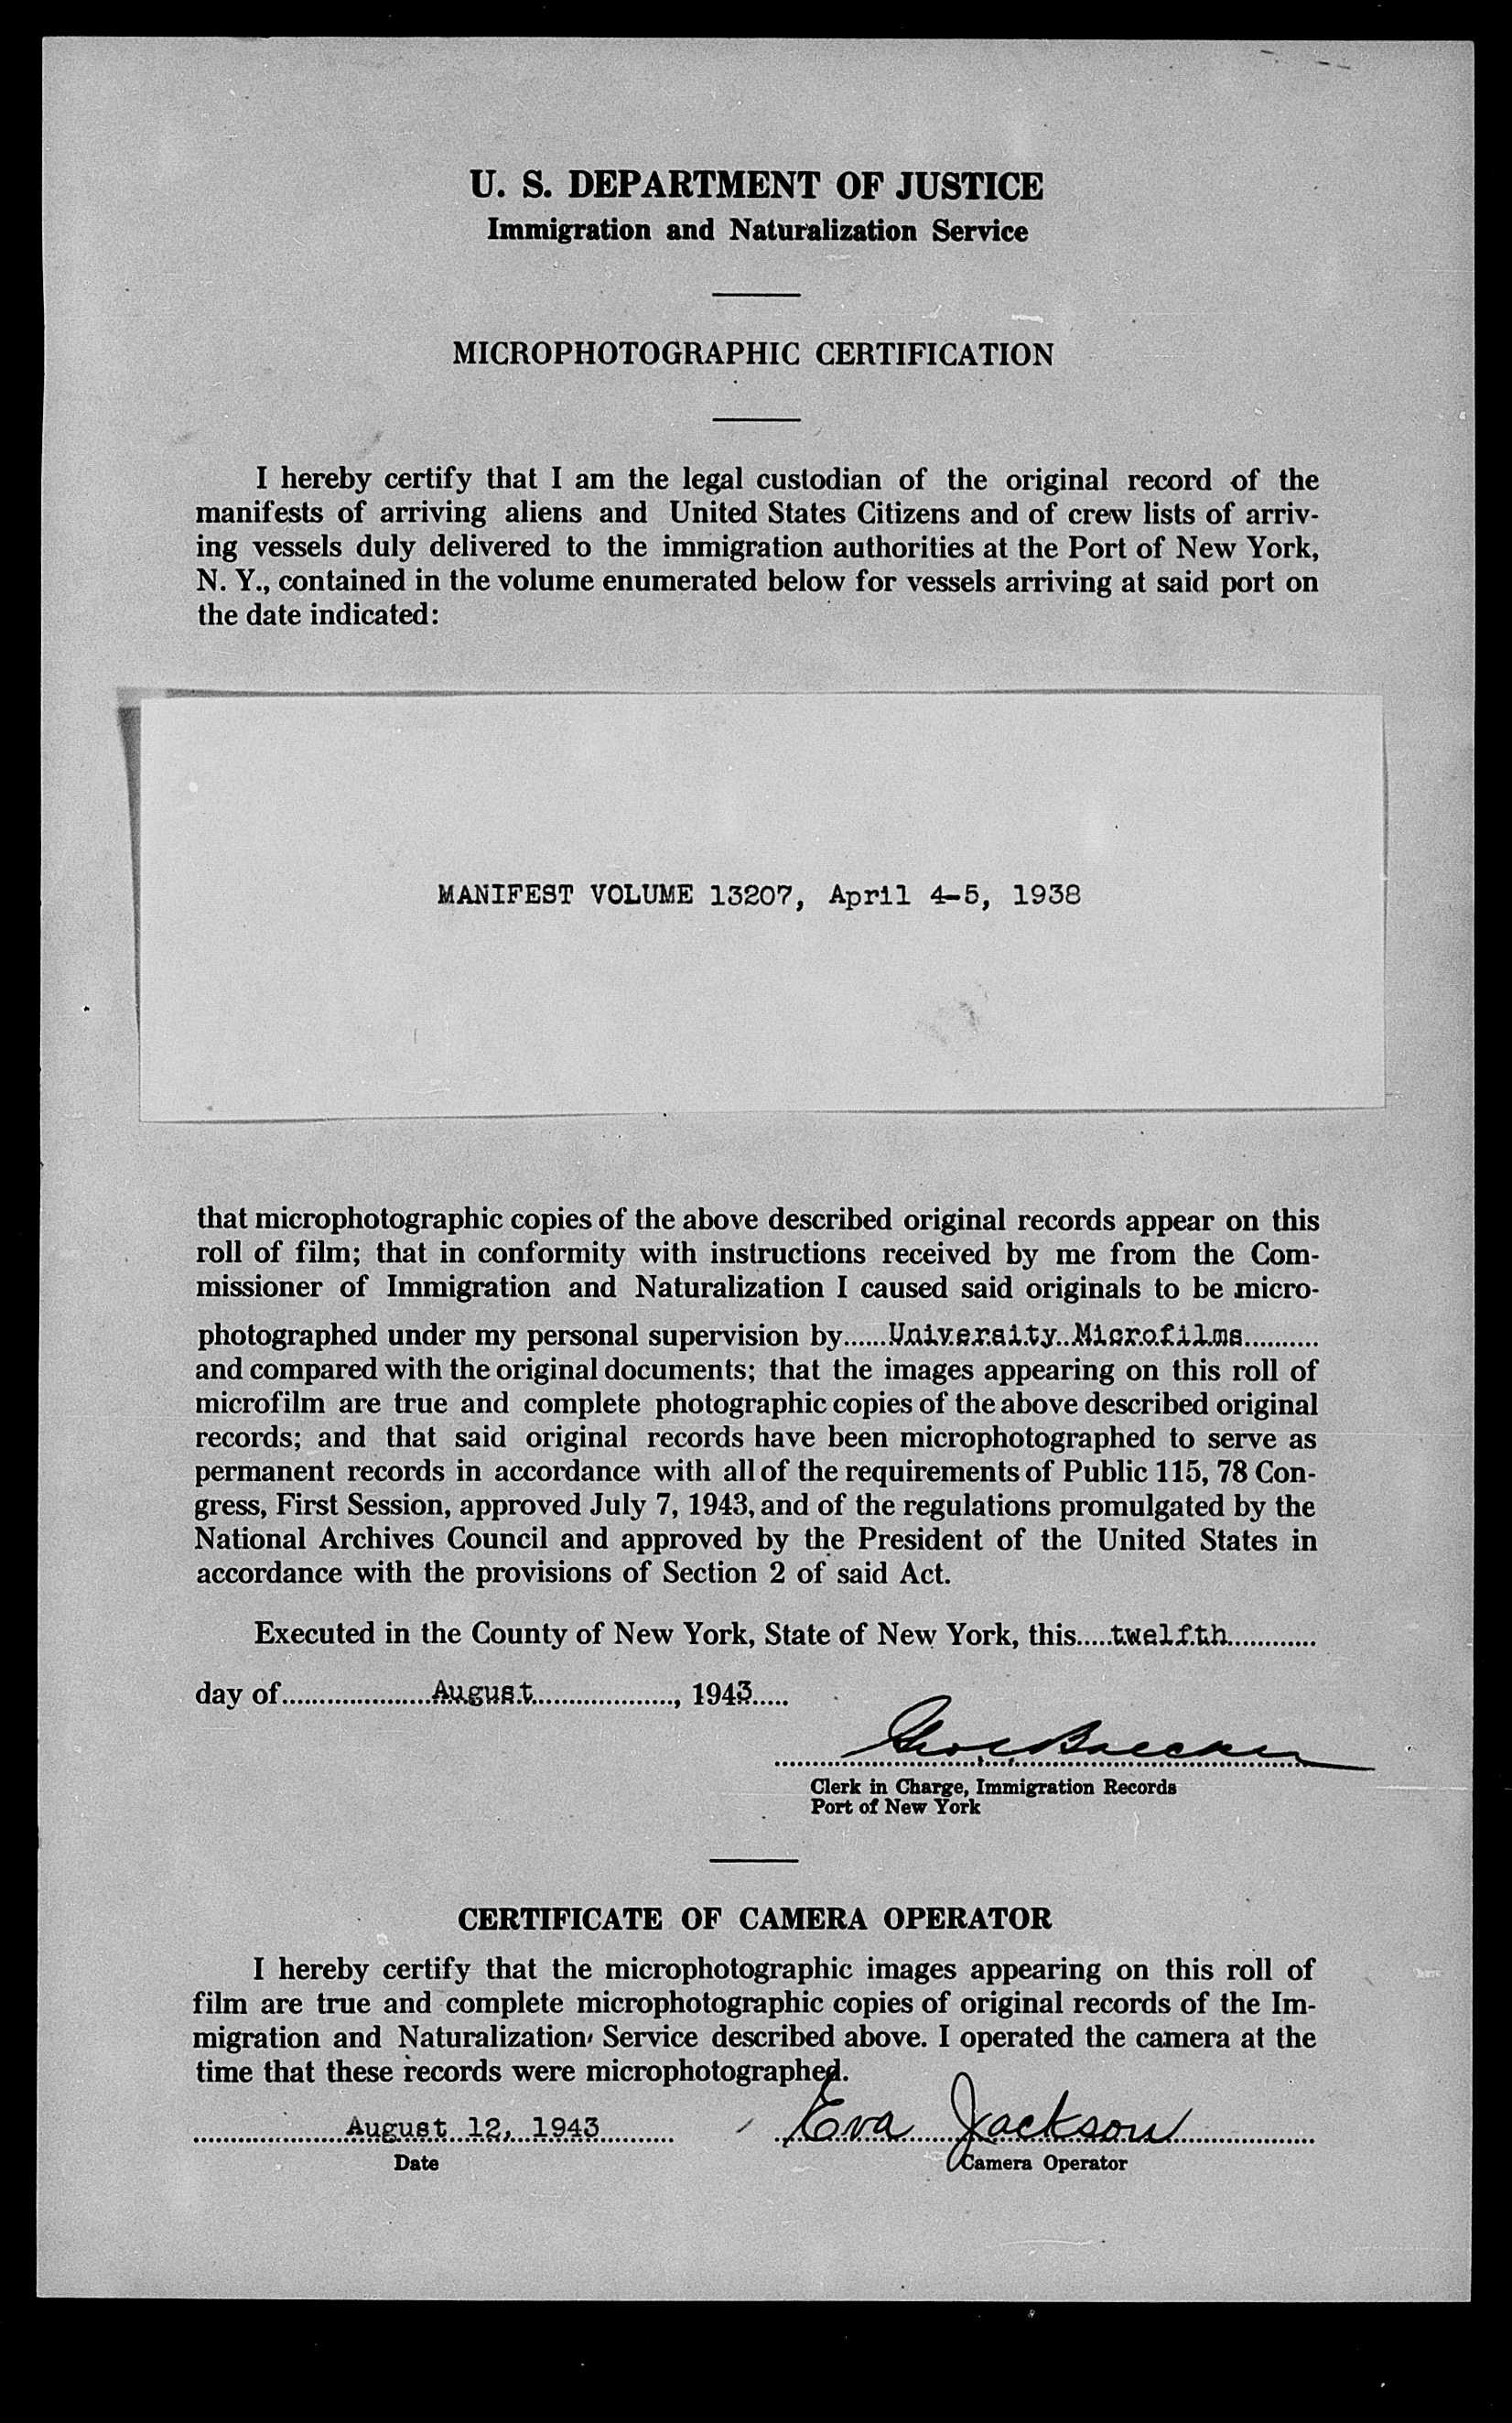 U. S. DEPARTMENT OF JUSTICE
Immigration and Naturalization Service
MICROPHOTOGRAPHIC CERTIFICATION
I hereby certify that I am the legal custodian of the original record of the
manifests of arriving aliens and United States Citizens and of crew lists of arriv-
ing vessels duly delivered to the immigration authorities at the Port of New York,
N. Y., contained in the volume enumerated below for vessels arriving at said port on
the date indicated:
MANIFEST VOLUME 13207, April 4-5, 1938
that microphotographic copies of the above described original records appear on this
roll of film; that in conformity with instructions received by me from the Com-
missioner of Immigration and Naturalization I caused said originals to be micro-
photographed under my personal supervision by......University Microfilms..........
and compared with the original documents; that the images appearing on this roll of
microfilm are true and complete photographic copies of the above described original
records; and that said original records have been microphotographed to serve as
permanent records in accordance with all of the requirements of Public 115, 78 Con-
gress, First Session, approved July 7, 1943, and of the regulations promulgated by the
National Archives Council and approved by the President of the United States in
accordance with the provisions of Section 2 of said Act.
Executed in the County of New York, State of New York, this.....twelfth............
day of....................August..................., 1943.....
Clerk in Charge, Immigration Records
Port of New York
CERTIFICATE OF CAMERA OPERATOR
I hereby certify that the microphotographic images appearing on this roll of
film are true and complete microphotographic copies of original records of the Im-
migration and Naturalization Service described above. I operated the camera at the
time that these records were microphotographed.
August 12, 1943 Eva Jackson
Date Camera Operator